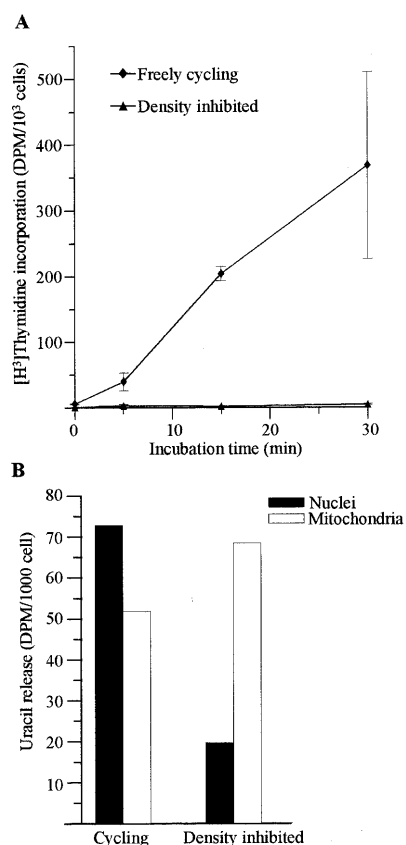 A
[H³]Thymidine incorporation (DPM/10³ cells)
500
400
300
200
100
Freely cycling
Density inhibited
0
10
20
30
Incubation time (min)
B
Uracil release (DPM/1000 cell)
80
70
60
50
40
30
20
10
Nuclei
Mitochondria
Cycling
Density inhibited